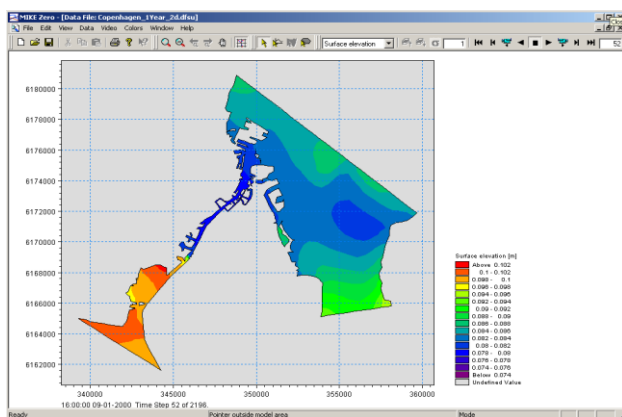 MIKE Zero - [Data File: Copenhagen_1Year_2d.dfsu]
File Edit View Data Video Colors Window Help
Surface elevation
1
52
6180000
6178000
6176000
6174000
6172000
6170000
6168000
6166000
6164000
6162000
340000 345000 350000 355000 360000
Surface elevation [m]
Above 0.102
0.1 - 0.102
0.098 - 0.1
0.096 - 0.098
0.094 - 0.096
0.092 - 0.094
0.09 - 0.092
0.088 - 0.09
0.086 - 0.088
0.084 - 0.086
0.082 - 0.084
0.08 - 0.082
0.078 - 0.08
0.076 - 0.078
0.074 - 0.076
Below 0.074
Undefined Value
16:00:00 09-01-2000 Time Step 52 of 2196.
Ready Pointer outside model area Mode